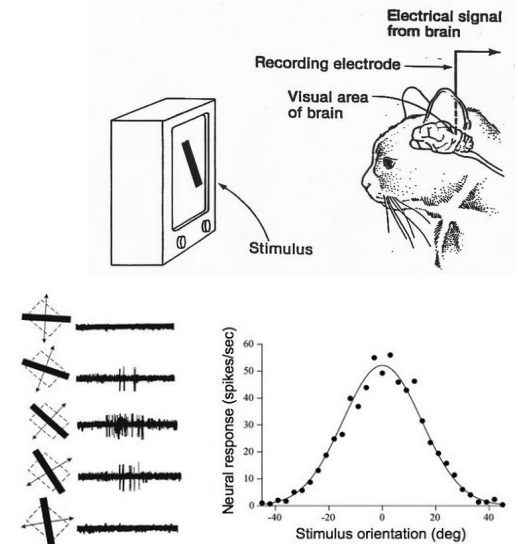 Electrical signal
from brain
Recording electrode
Visual area
of brain
Stimulus
Neural response (spikes/sec)
60
50
40
30
20
10
0
-40
-20
0
20
40
Stimulus orientation (deg)